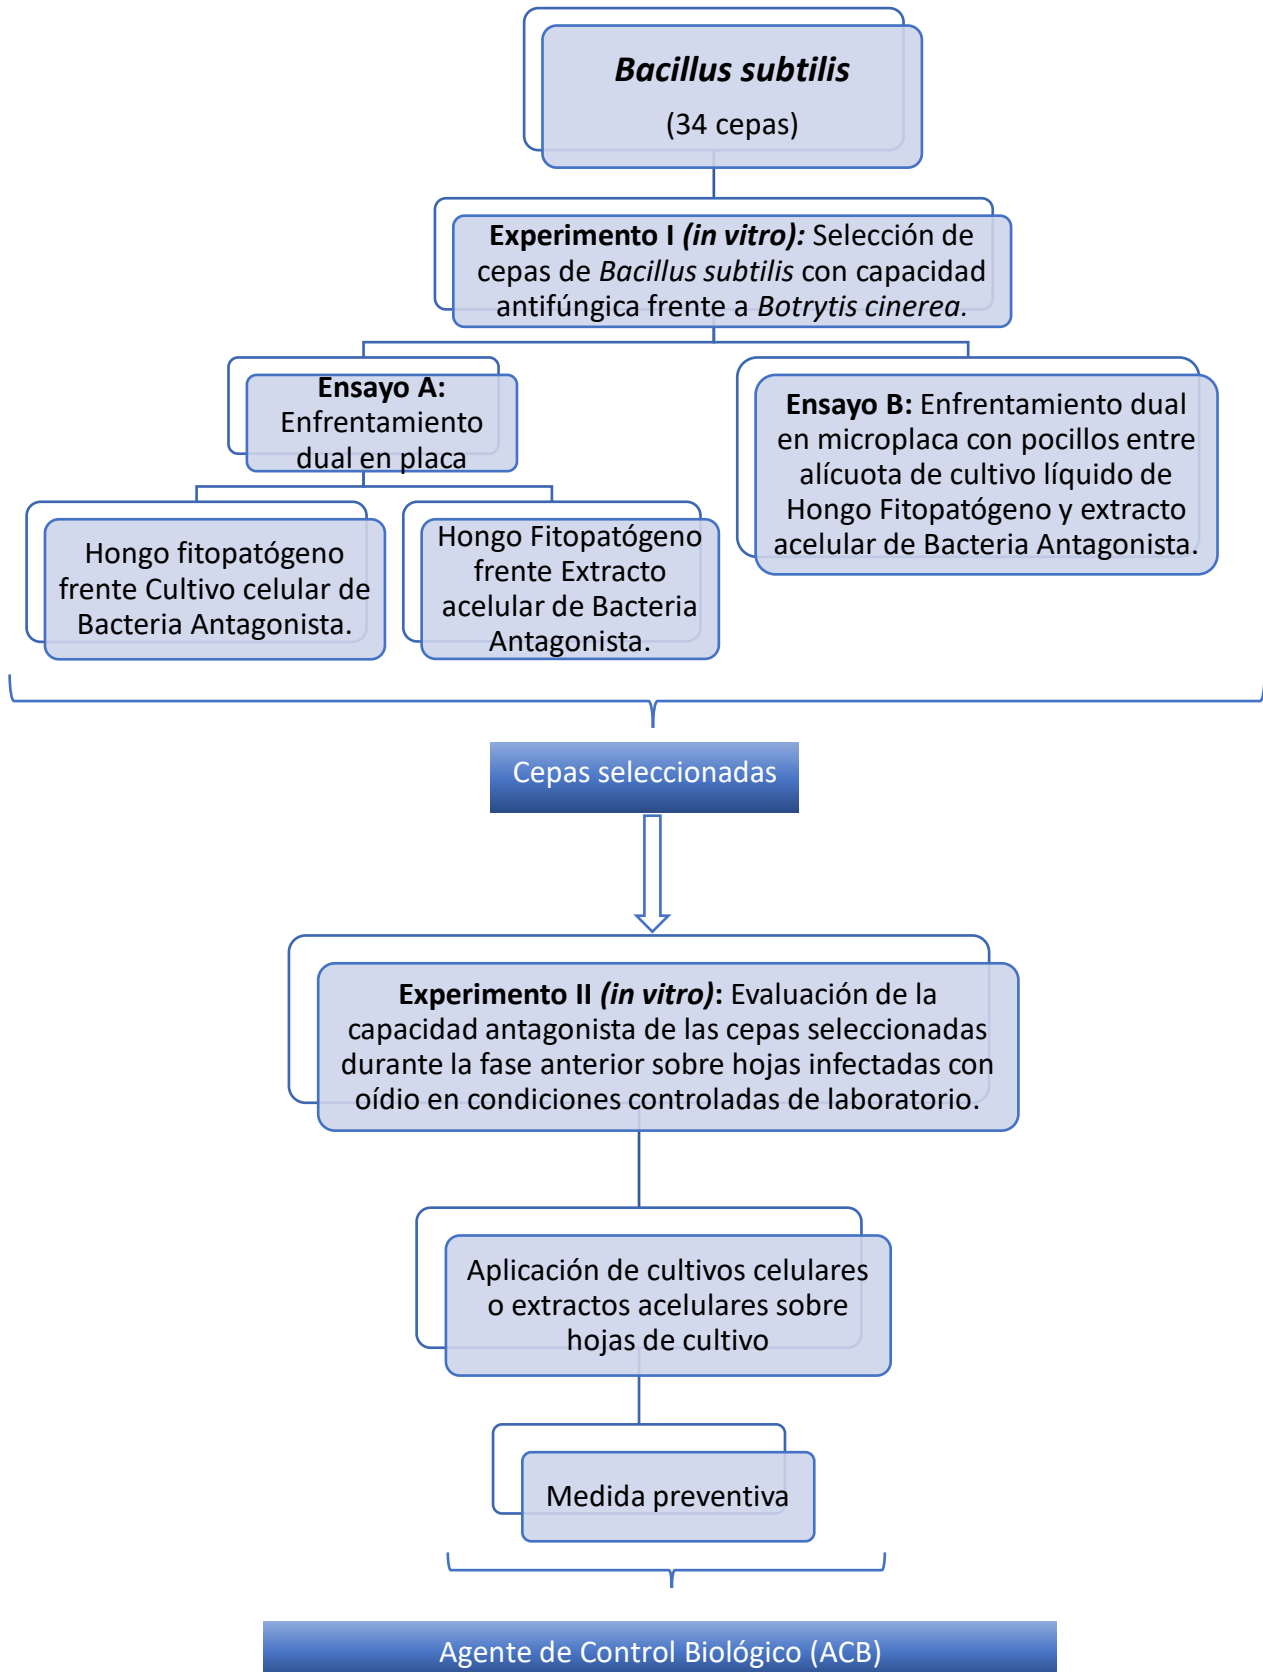 Bacillus subtilis
(34 cepas)
Experimento I (in vitro): Selección de
cepas de Bacillus subtilis con capacidad
antifúngica frente a Botrytis cinerea.
Ensayo A:
Enfrentamiento
dual en placa
Ensayo B: Enfrentamiento dual
en microplaca con pocillos entre
alícuota de cultivo líquido de
Hongo Fitopatógeno y extracto
acelular de Bacteria Antagonista.
Hongo fitopatógeno
frente Cultivo celular de
Bacteria Antagonista.
Hongo Fitopatógeno
frente Extracto
acelular de Bacteria
Antagonista.
Cepas seleccionadas
Experimento II (in vitro): Evaluación de la
capacidad antagonista de las cepas seleccionadas
durante la fase anterior sobre hojas infectadas con
oídio en condiciones controladas de laboratorio.
Aplicación de cultivos celulares
o extractos acelulares sobre
hojas de cultivo
Medida preventiva
Agente de Control Biológico (ACB)